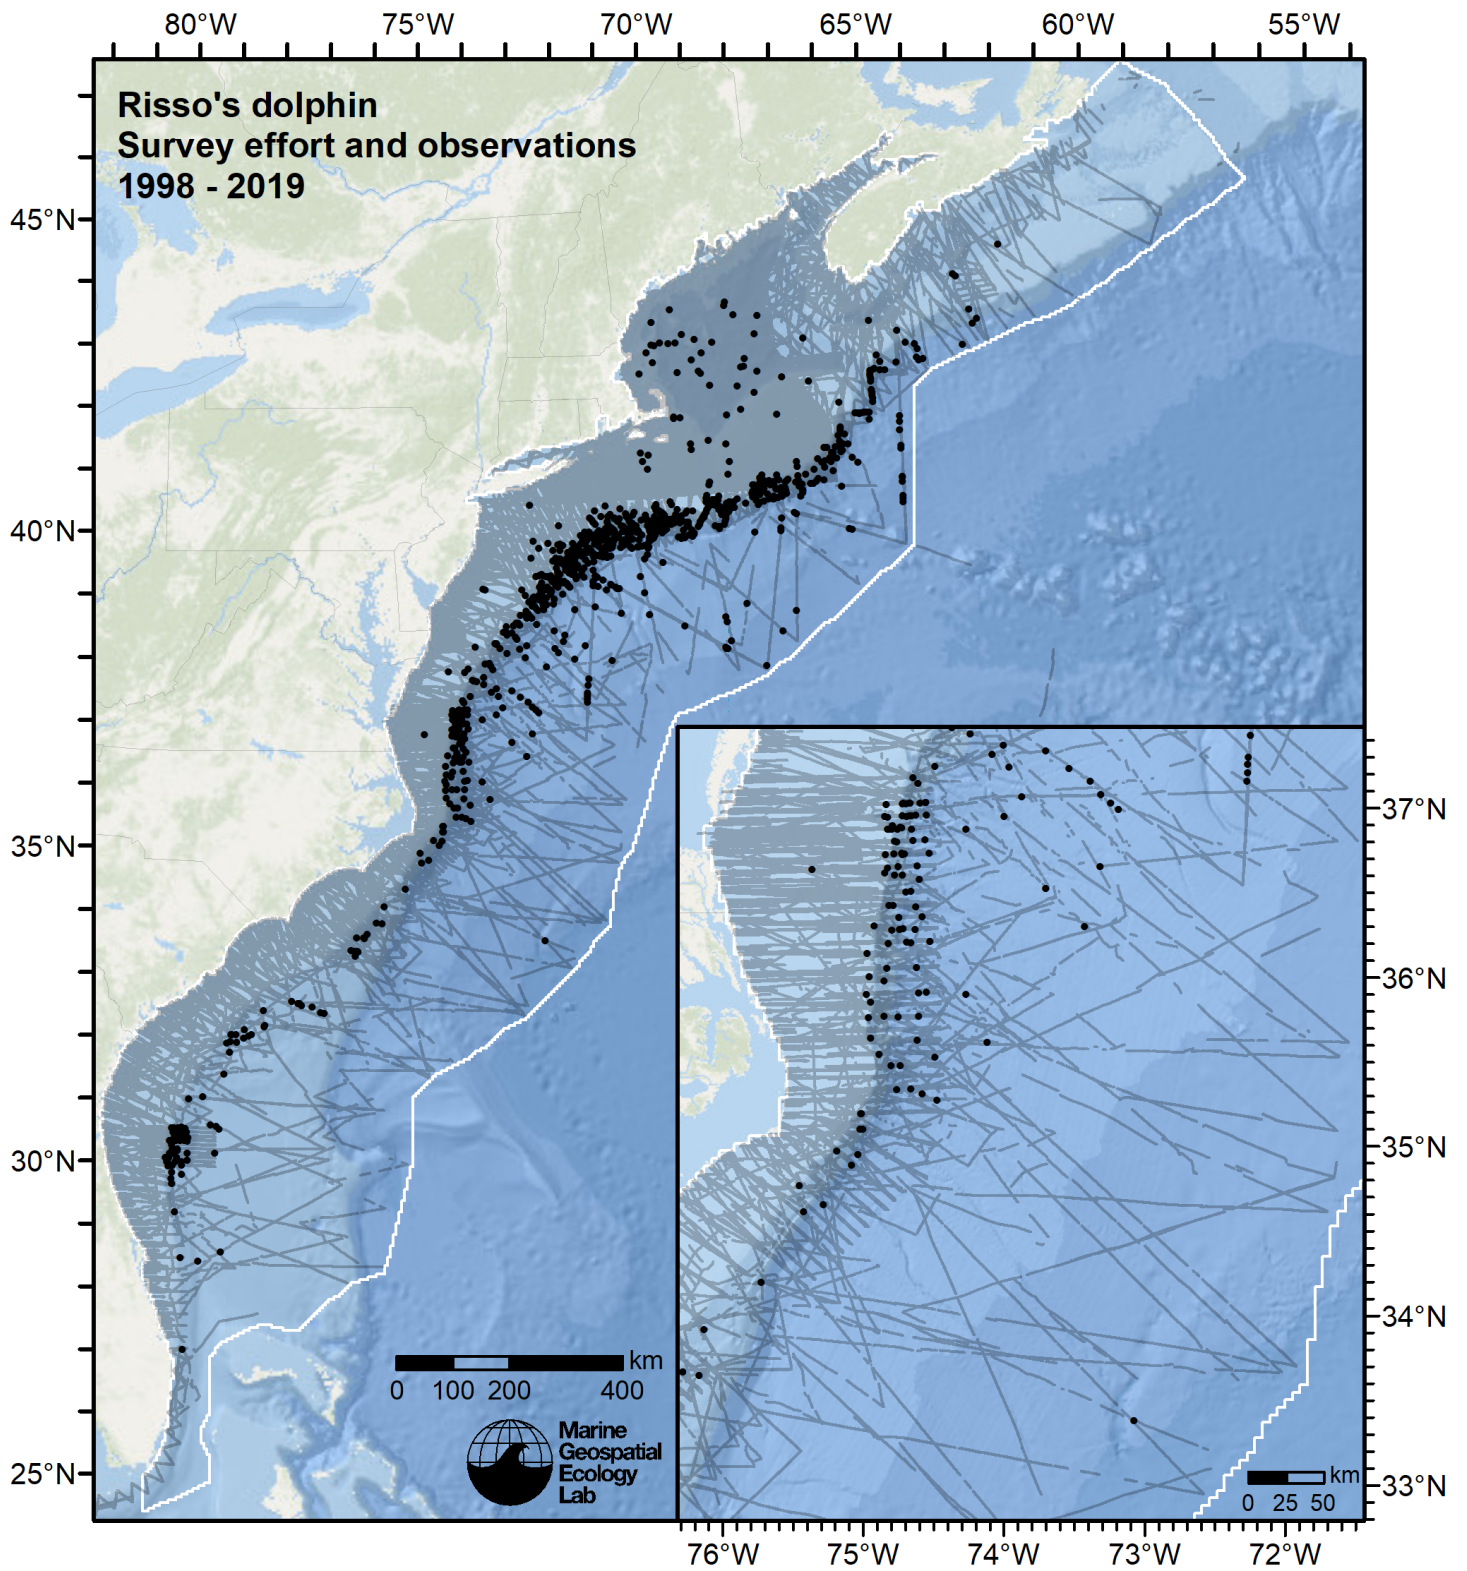 80°W 75°W 70°W 65°W 60°W 55°W
Risso's dolphin
Survey effort and observations
1998 - 2019
45°N
40°N
35°N
30°N
25°N
km
0 100 200 400
Marine
Geospatial
Ecology
Lab
37°N
36°N
35°N
34°N
33°N
km
0 25 50
76°W 75°W 74°W 73°W 72°W